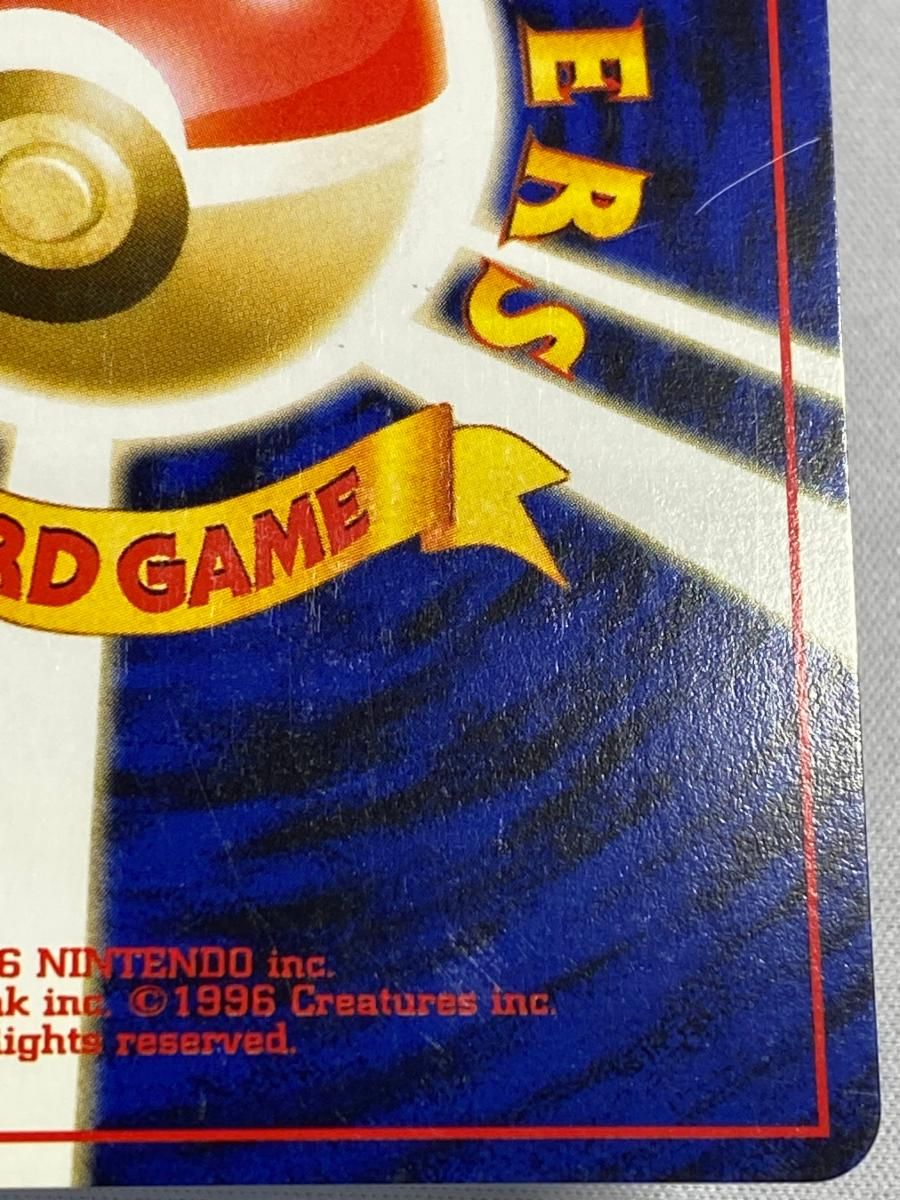 ERS
RD GAME
6 NINTENDO inc.
k inc. ©1996 Creatures inc.
ights reserved.